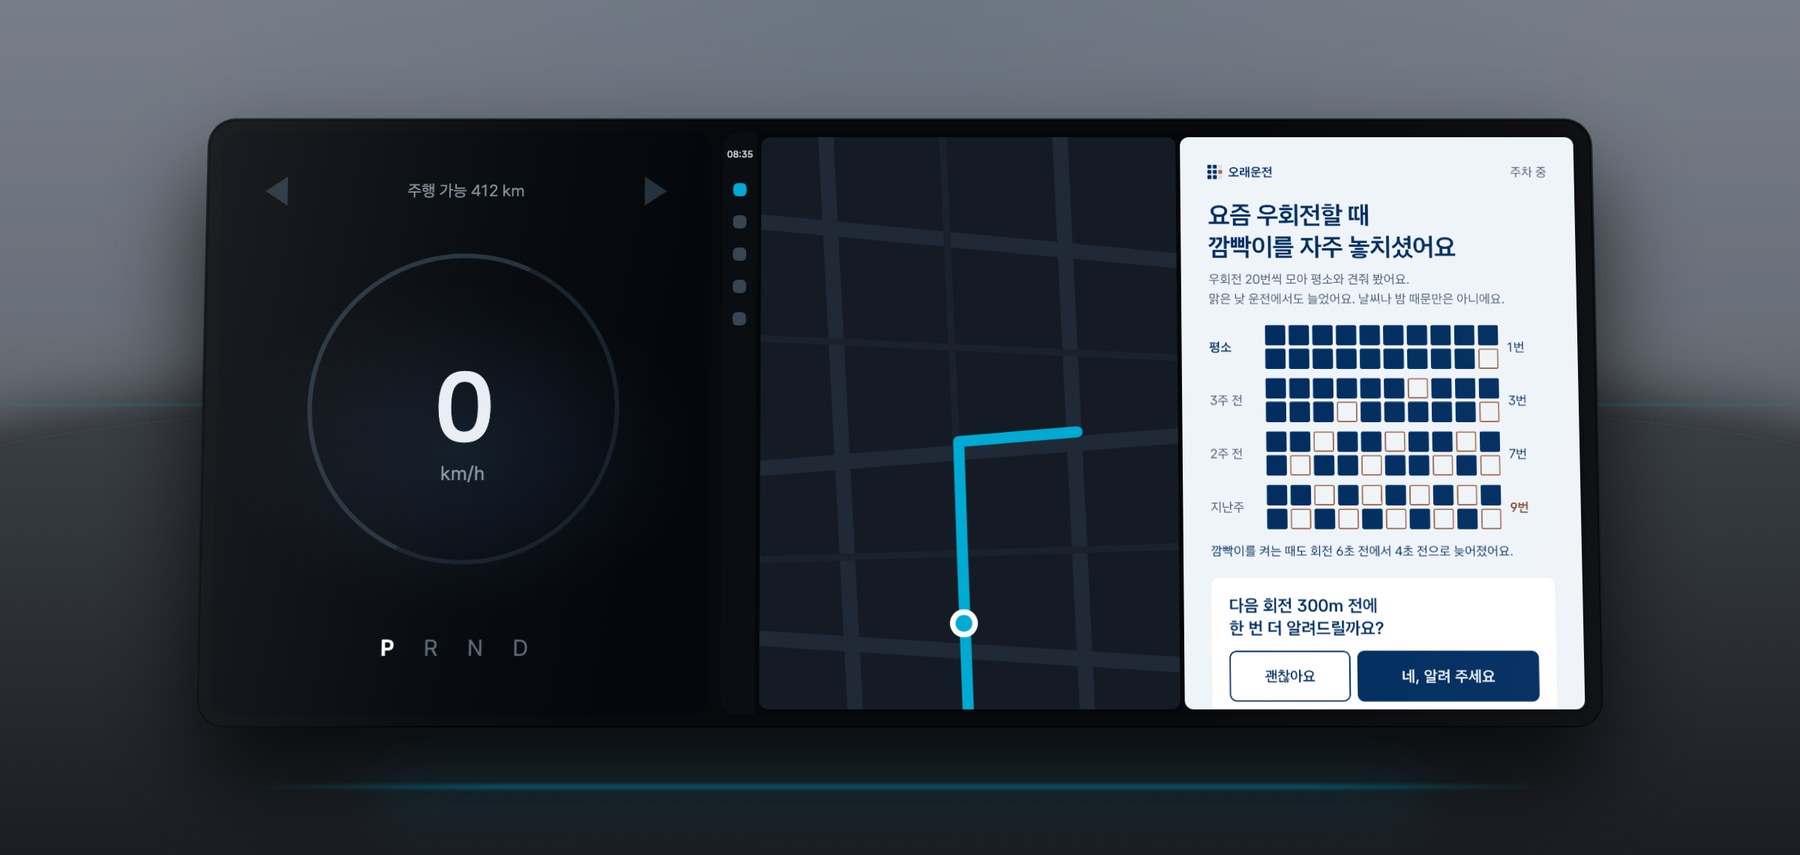 주행 가능 412 km
0
km/h
P R N D
08:35
오래운전
주차 중
요즘 우회전할 때
깜빡이를 자주 놓치셨어요
우회전 20번씩 모아 평소와 견줘 봤어요.
맑은 낮 운전에서도 늘었어요. 날씨나 밤 때문만은 아니에요.
평소 1번
3주 전 3번
2주 전 7번
지난주 9번
깜빡이를 켜는 때도 회전 6초 전에서 4초 전으로 늦어졌어요.
다음 회전 300m 전에
한 번 더 알려드릴까요?
괜찮아요
네, 알려 주세요